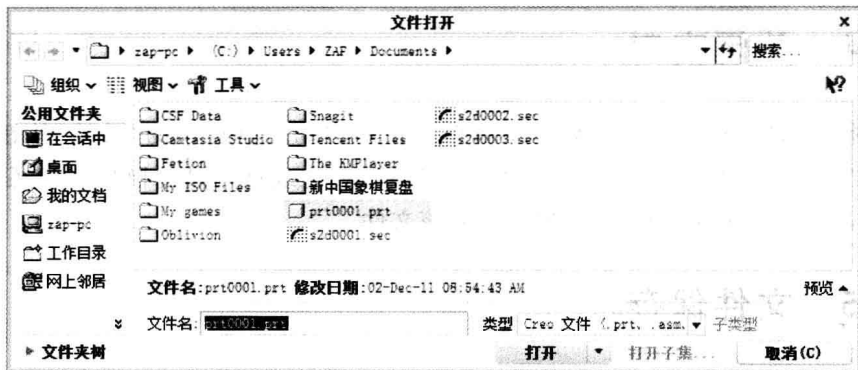 文件打开
zap-pc (C:) Users ZAF Documents 搜索...
组织 视图 工具
公用文件夹
在会话中
桌面
我的文档
zap-pc
工作目录
网上邻居
CSF Data
Camtasia Studio
Fetion
My ISO Files
My games
Oblivion
Snagit
Tencent Files
The KMPlayer
新中国象棋复盘
prt0001.prt
s2d0001.sec
s2d0002.sec
s2d0003.sec
文件名:prt0001.prt 修改日期:02-Dec-11 06:54:43 AM 预览
文件名: prt0001.prt 类型 Creo 文件 (.prt, .asm, 子类型
文件夹树 打开 打开子集... 取消(C)